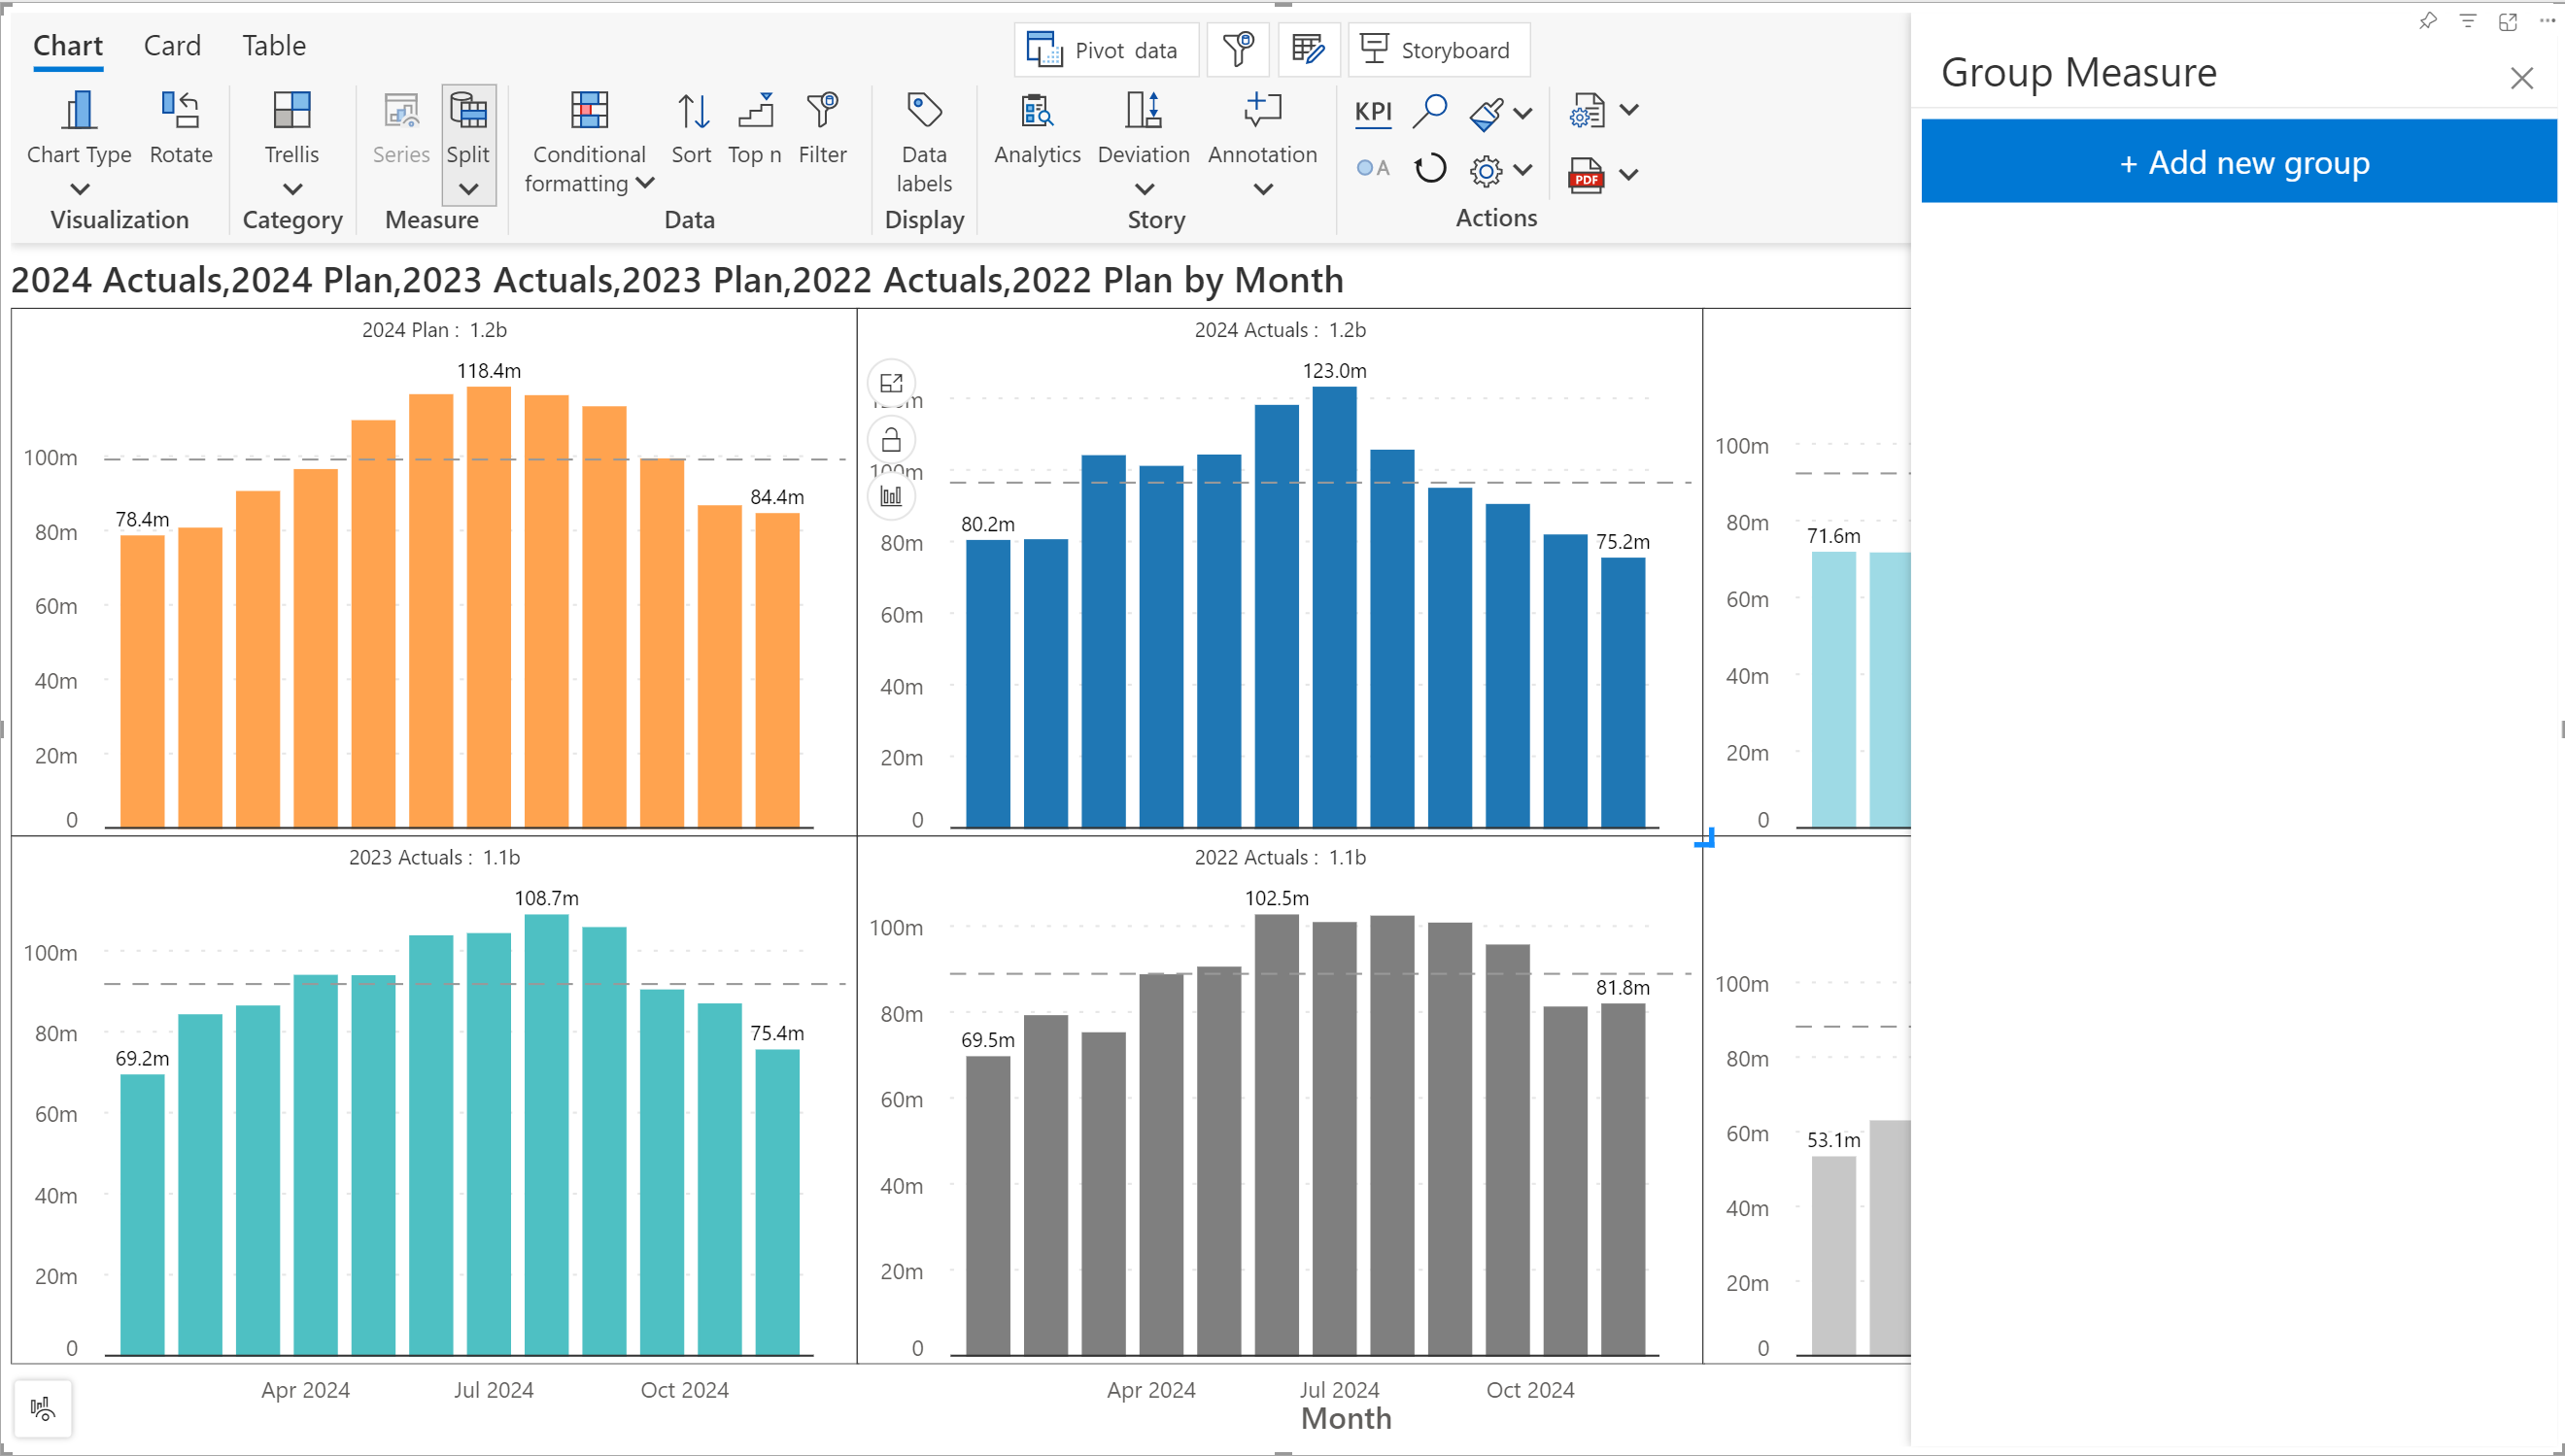 Chart Card Table
Pivot data
Storyboard
Group Measure
+ Add new group
Chart Type
Rotate
Visualization
Trellis
Category
Series
Split
Measure
Conditional
formatting
Sort
Top n
Filter
Data
Data
labels
Display
Analytics
Deviation
Annotation
Story
KPI
A
PDF
Actions
2024 Actuals,2024 Plan,2023 Actuals,2023 Plan,2022 Actuals,2022 Plan by Month
2024 Plan : 1.2b
118.4m
78.4m
84.4m
100m
80m
60m
40m
20m
0
2024 Actuals : 1.2b
123.0m
80.2m
75.2m
80m
60m
40m
20m
0
100m
80m
71.6m
60m
40m
20m
0
2023 Actuals : 1.1b
108.7m
69.2m
75.4m
100m
80m
60m
40m
20m
0
2022 Actuals : 1.1b
102.5m
69.5m
81.8m
100m
80m
60m
40m
20m
0
100m
80m
60m
53.1m
40m
20m
0
Apr 2024 Jul 2024 Oct 2024
Apr 2024 Jul 2024 Oct 2024
Month